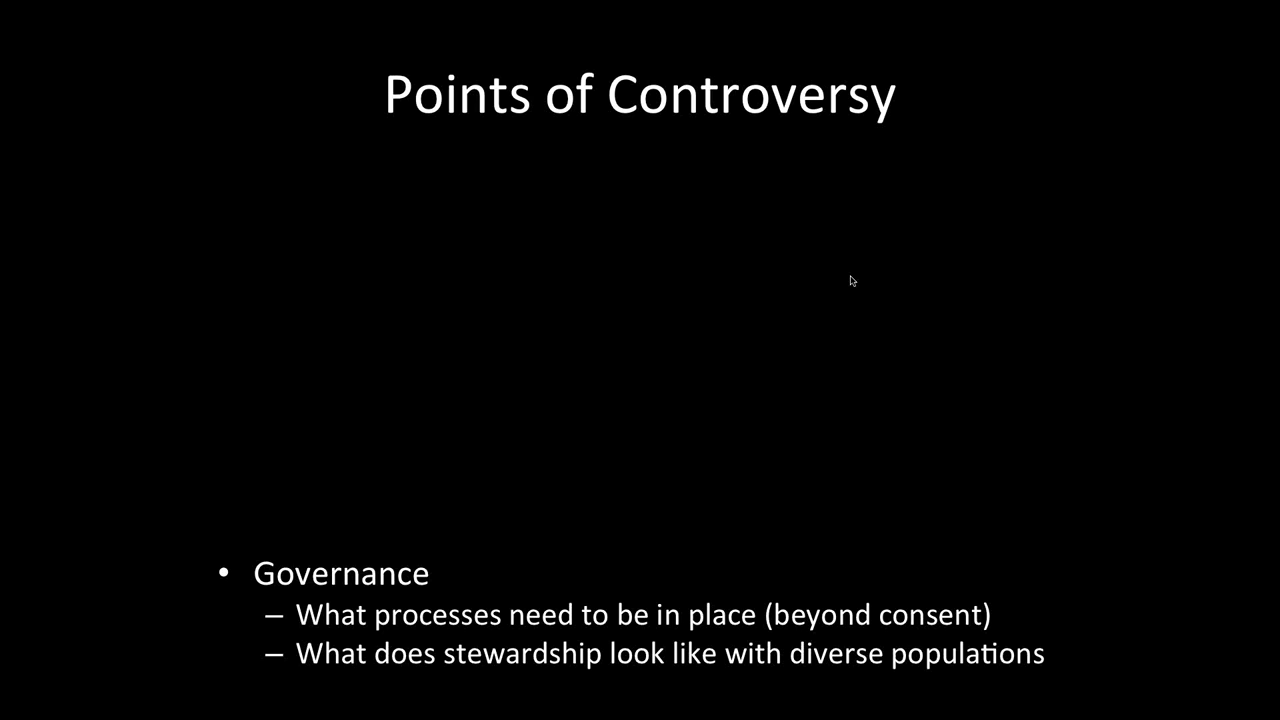 Points of Controversy
• Governance
– What processes need to be in place (beyond consent)
– What does stewardship look like with diverse populations